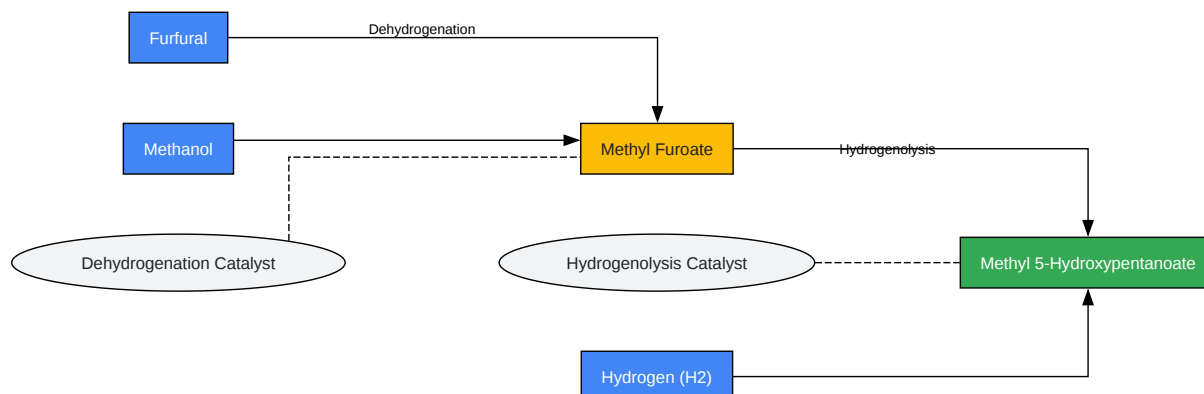 Furfural
Dehydrogenation
Methanol
Methyl Furoate
Hydrogenolysis
Dehydrogenation Catalyst
Hydrogenolysis Catalyst
Methyl 5-Hydroxypentanoate
Hydrogen (H2)